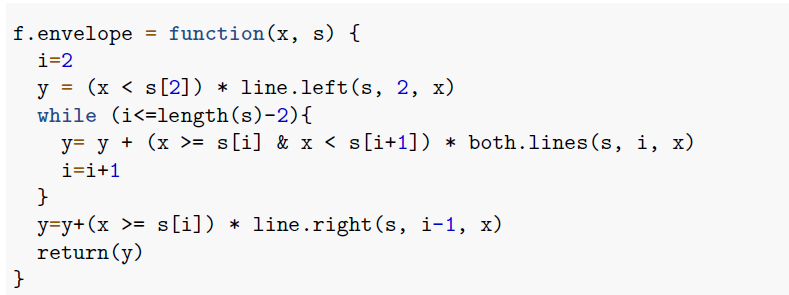 f.envelope = function(x, s) {
  i=2
  y = (x < s[2]) * line.left(s, 2, x)
  while (i<=length(s)-2){
    y= y + (x >= s[i] & x < s[i+1]) * both.lines(s, i, x)
    i=i+1
  }
  y=y+(x >= s[i]) * line.right(s, i-1, x)
  return(y)
}